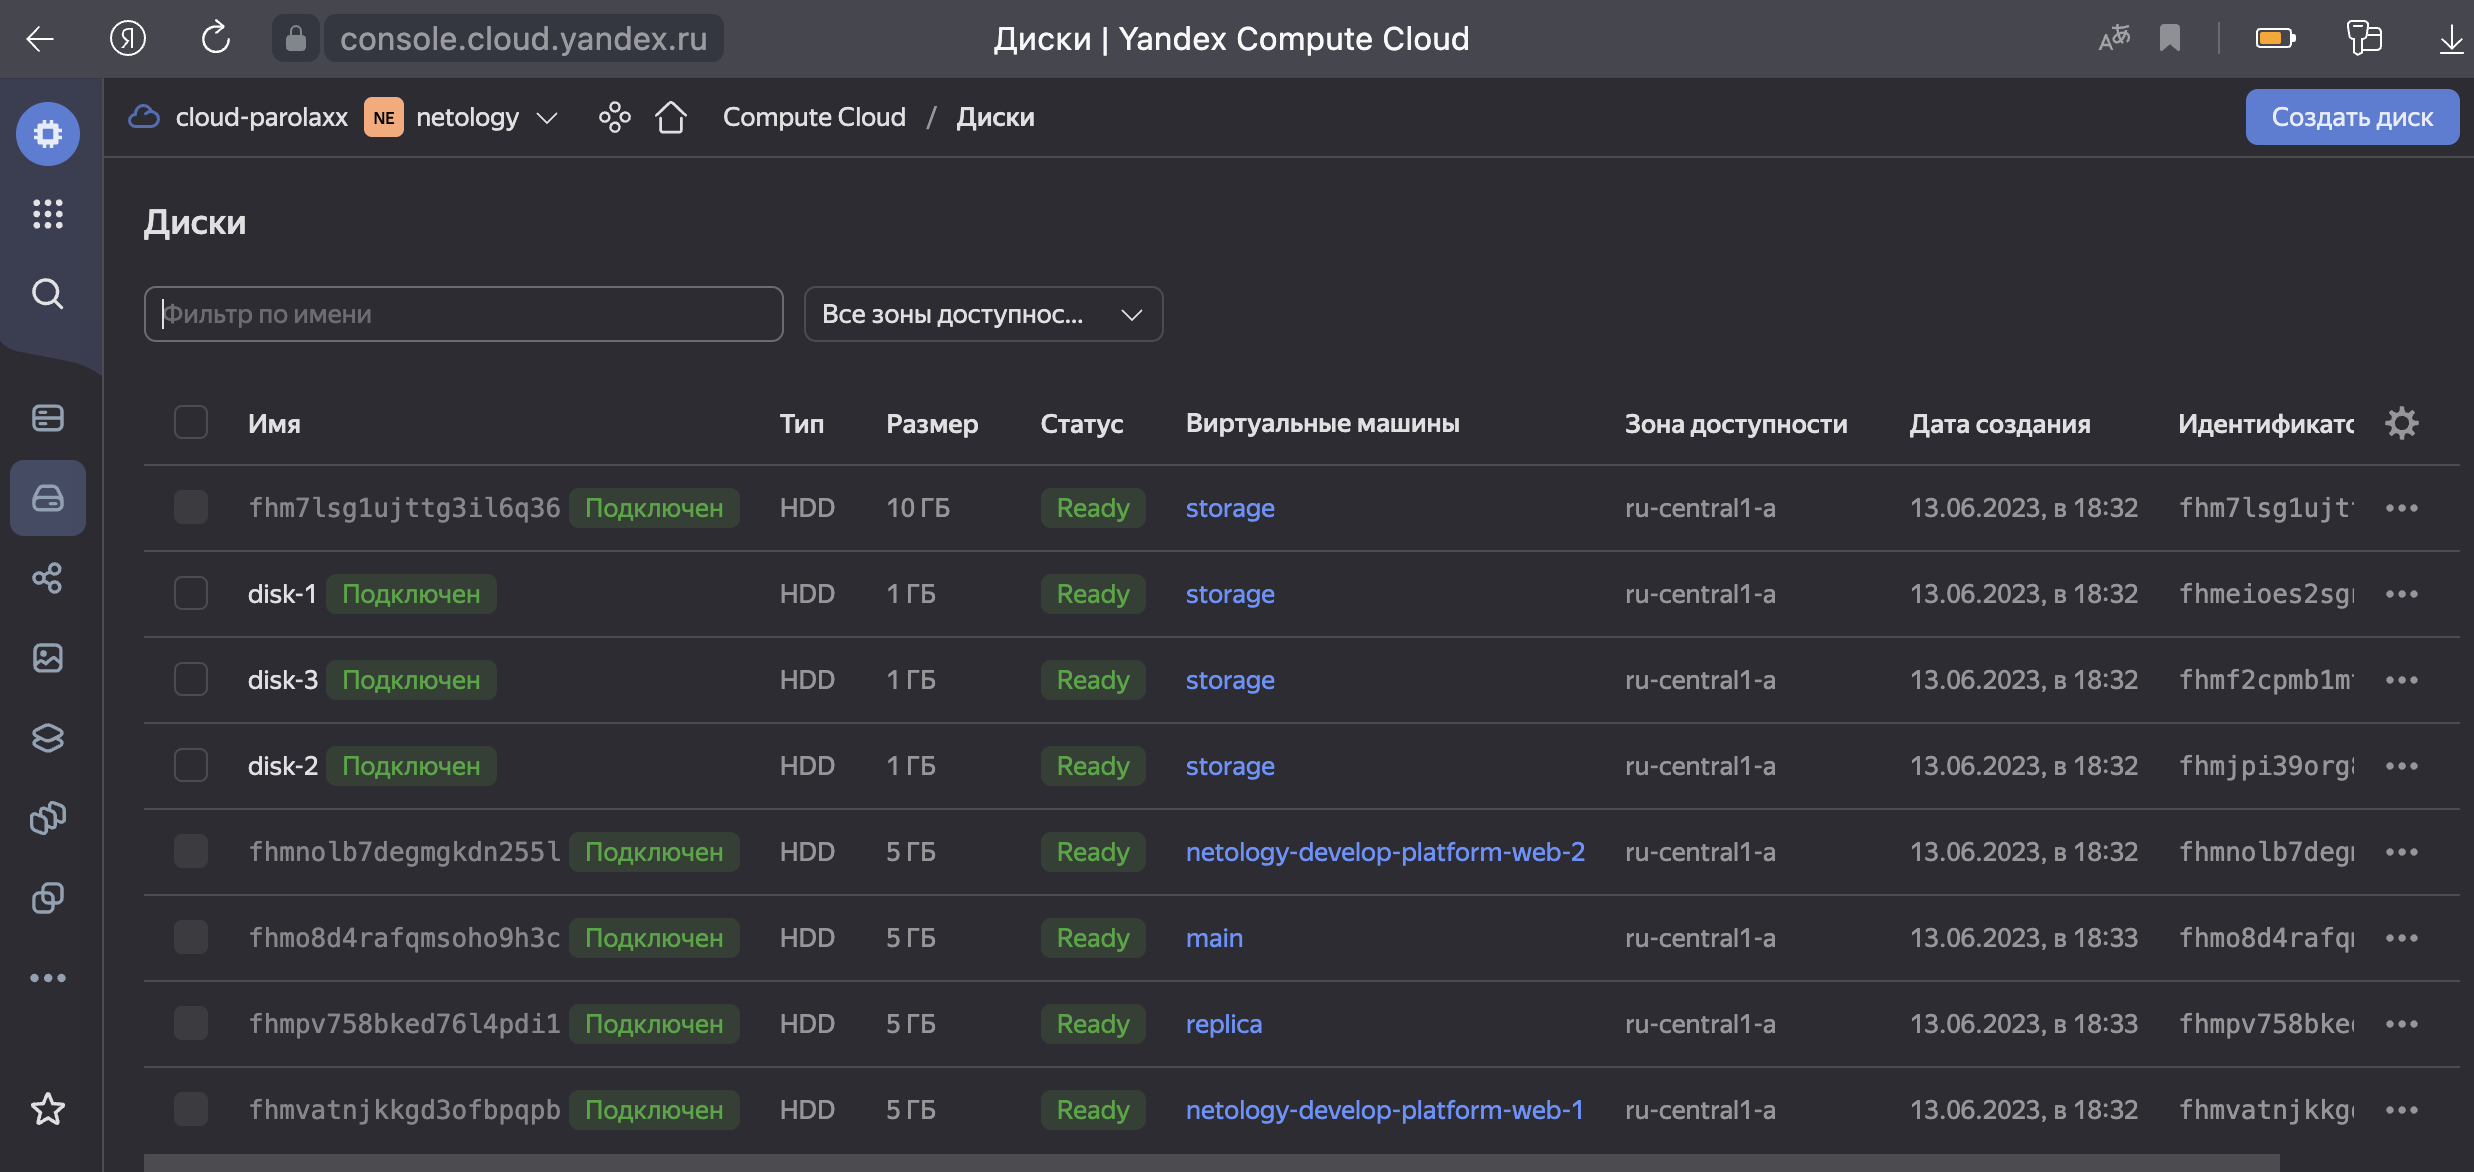 Я console.cloud.yandex.ru Диски | Yandex Compute Cloud Aあ
cloud-parolaxx NE netology Compute Cloud / Диски Создать диск
Диски
Фильтр по имени Все зоны доступнос...
Имя Тип Размер Статус Виртуальные машины Зона доступности Дата создания Идентификатс
fhm7lsg1ujttg3il6q36 Подключен HDD 10 ГБ Ready storage ru-central1-a 13.06.2023, в 18:32 fhm7lsg1ujt
disk-1 Подключен HDD 1 ГБ Ready storage ru-central1-a 13.06.2023, в 18:32 fhmeioes2sg
disk-3 Подключен HDD 1 ГБ Ready storage ru-central1-a 13.06.2023, в 18:32 fhmf2cpmb1m
disk-2 Подключен HDD 1 ГБ Ready storage ru-central1-a 13.06.2023, в 18:32 fhmjpi39org
fhmnolb7degmgkdn255l Подключен HDD 5 ГБ Ready netology-develop-platform-web-2 ru-central1-a 13.06.2023, в 18:32 fhmnolb7deg
fhmo8d4rafqmsoho9h3c Подключен HDD 5 ГБ Ready main ru-central1-a 13.06.2023, в 18:33 fhmo8d4rafq
fhmpv758bked76l4pdi1 Подключен HDD 5 ГБ Ready replica ru-central1-a 13.06.2023, в 18:33 fhmpv758bke
fhmvatnjkkgd3ofbpqpb Подключен HDD 5 ГБ Ready netology-develop-platform-web-1 ru-central1-a 13.06.2023, в 18:32 fhmvatnjkkg